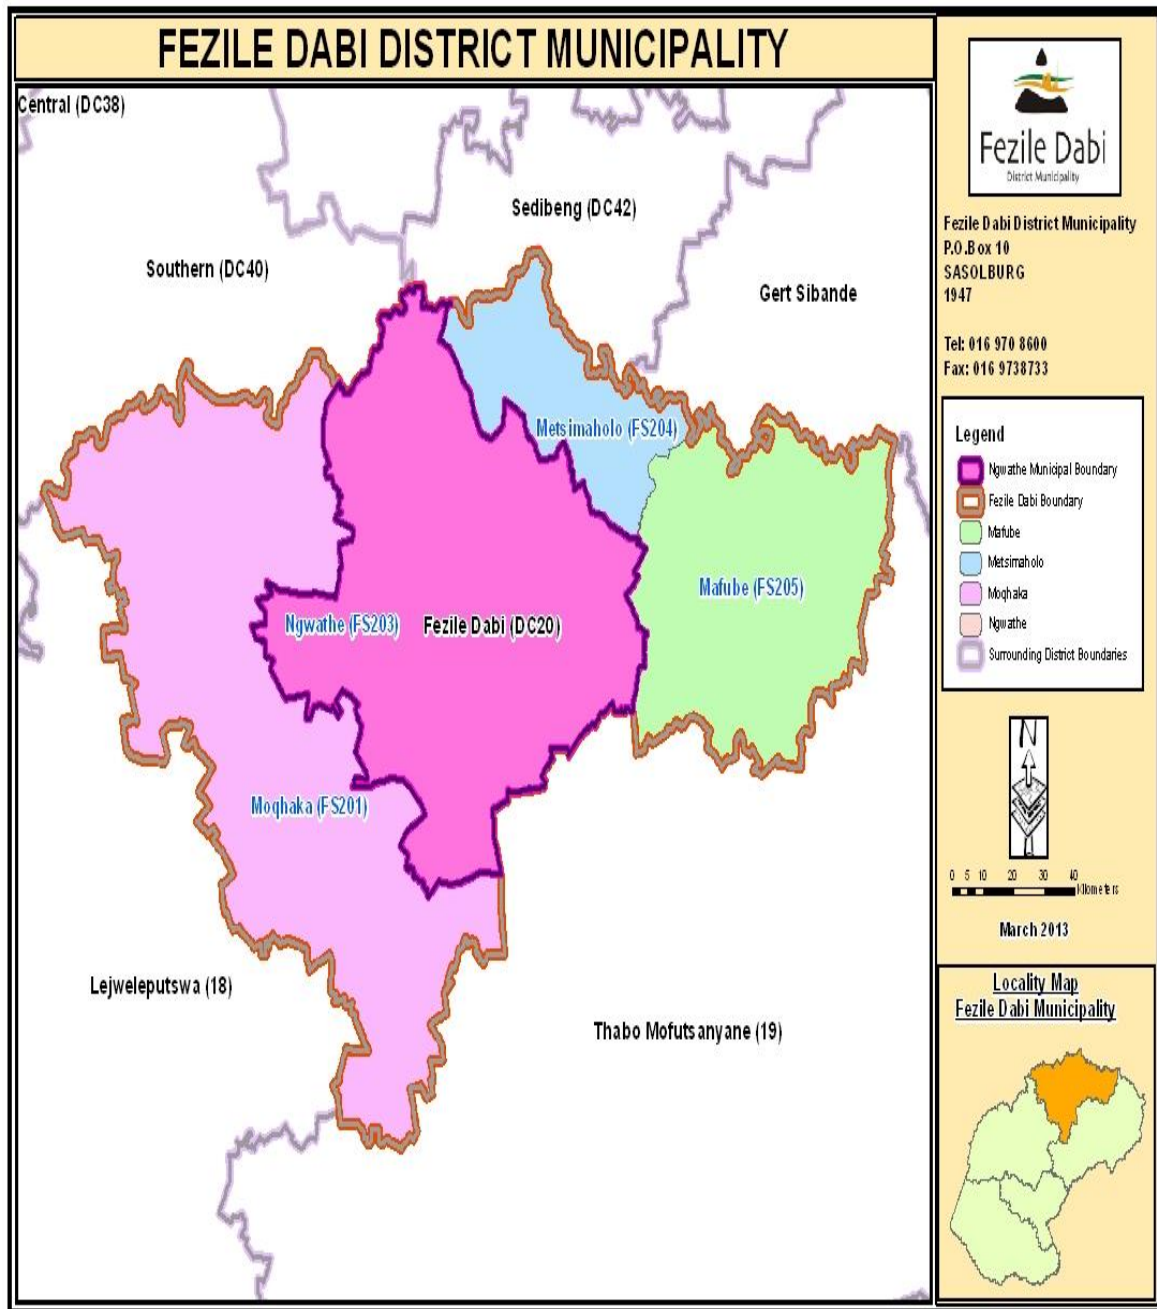 FEZILE DABI DISTRICT MUNICIPALITY
Central (DC38)
Sedibeng (DC42)
Southern (DC40)
Gert Sibande
Metsimaholo (FS204)
Mafube (FS205)
Ngwathe (FS203)
Fezile Dabi (DC20)
Moqhaka (FS201)
Lejweleputswa (18)
Thabo Mofutsanyane (19)
Fezile Dabi
District Municipality
Fezile Dabi District Municipality
P.O.Box 10
SASOLBURG
1947
Tel: 016 970 8600
Fax: 016 9738733
Legend
Ngwathe Municipal Boundary
Fezile Dabi Boundary
Mafube
Metsimaholo
Moqhaka
Ngwathe
Surrounding District Boundaries
N
0 5 10 20 30 40
Kilometers
March 2013
Locality Map
Fezile Dabi Municipality